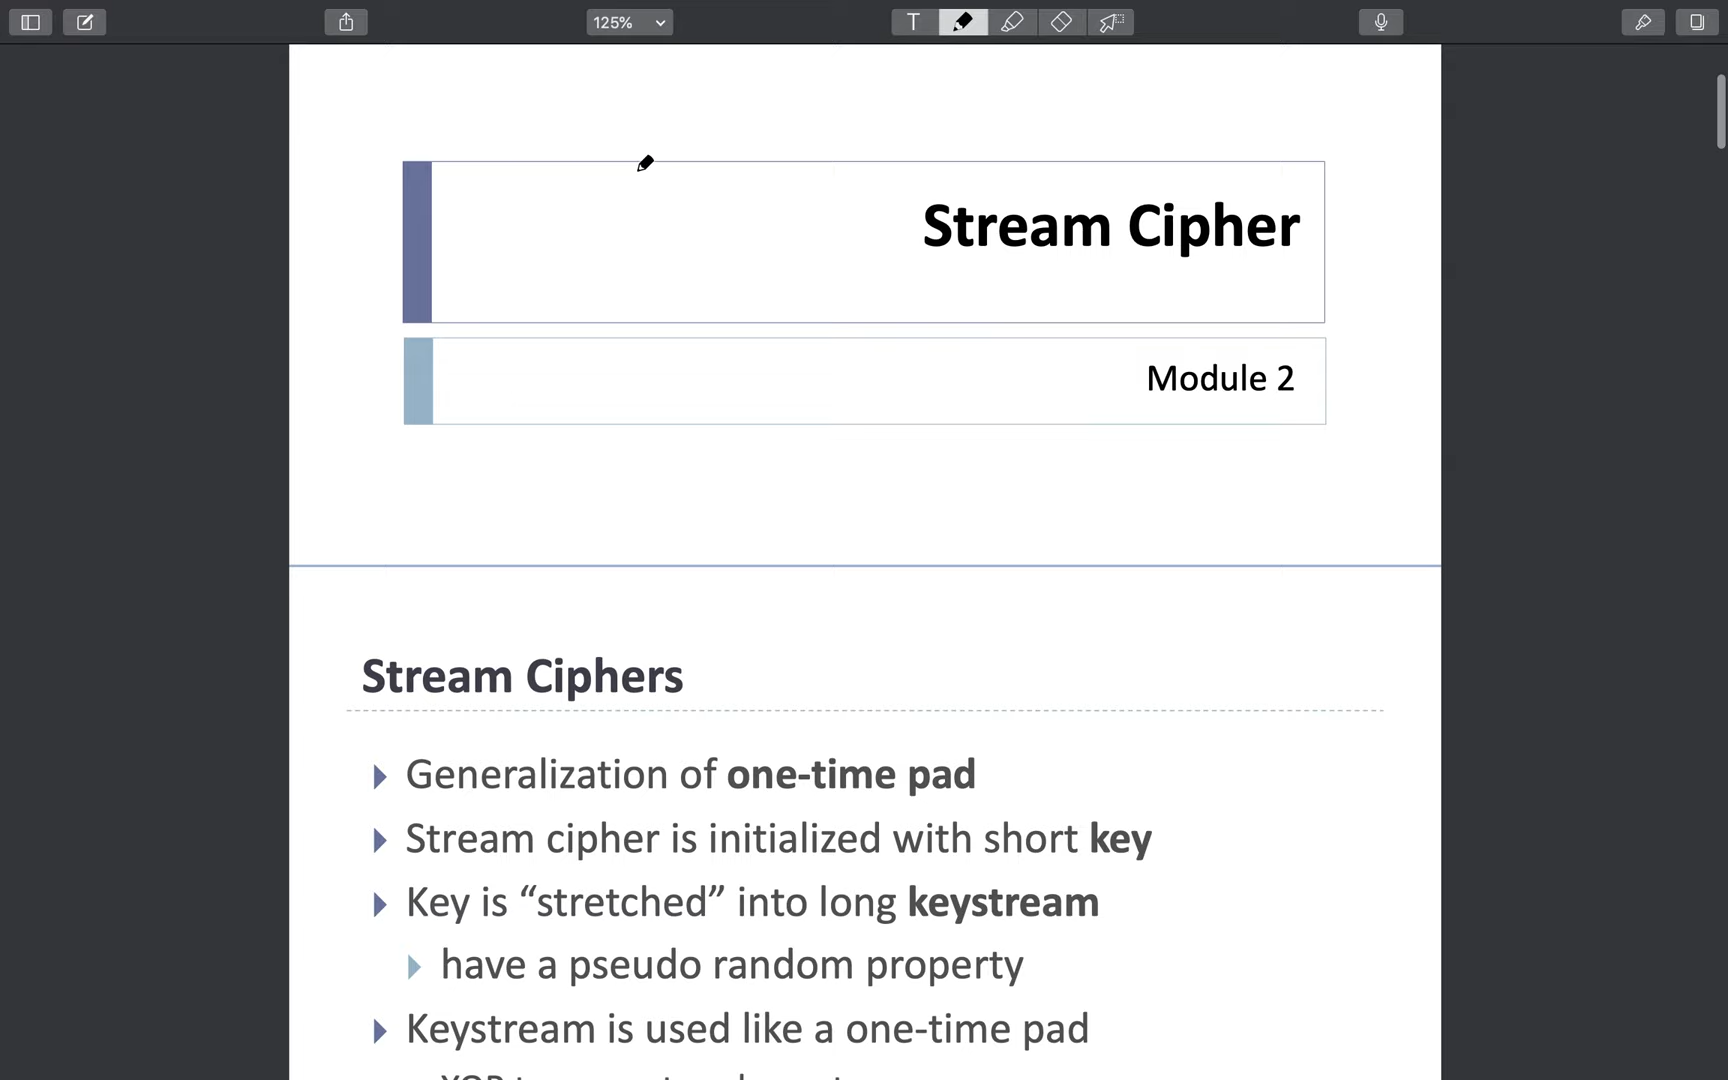 125%
T
Stream Cipher
Module 2
Stream Ciphers
Generalization of one-time pad
Stream cipher is initialized with short key
Key is “stretched” into long keystream
have a pseudo random property
Keystream is used like a one-time pad